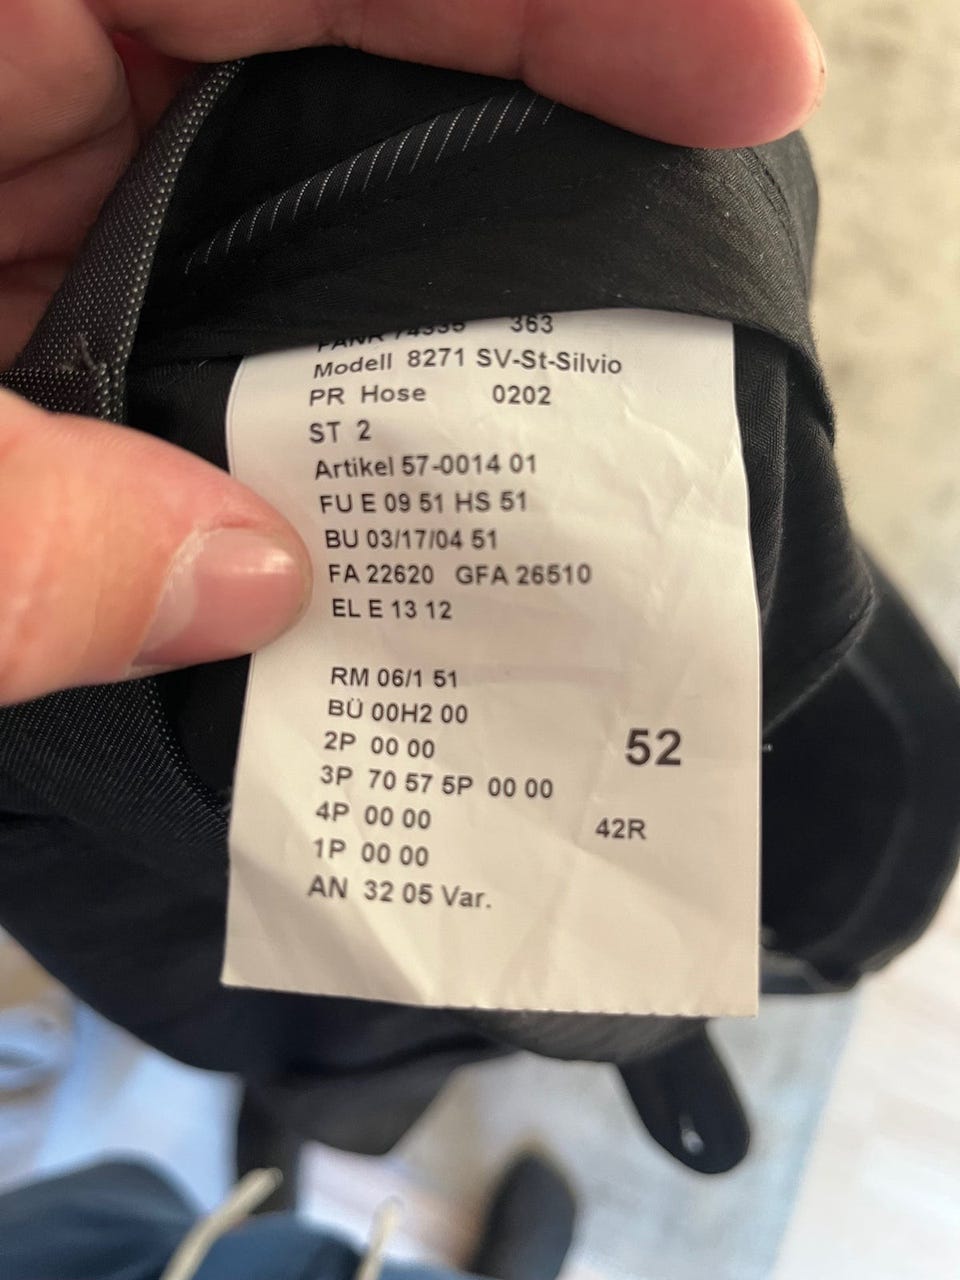 FANR 74335 363
Modell 8271 SV-St-Silvio
PR Hose 0202
ST 2
Artikel 57-0014 01
FU E 09 51 HS 51
BU 03/17/04 51
FA 22620 GFA 26510
EL E 13 12
RM 06/1 51
BÜ 00H2 00
2P 00 00
52
3P 70 57 5P 00 00
4P 00 00
42R
1P 00 00
AN 32 05 Var.